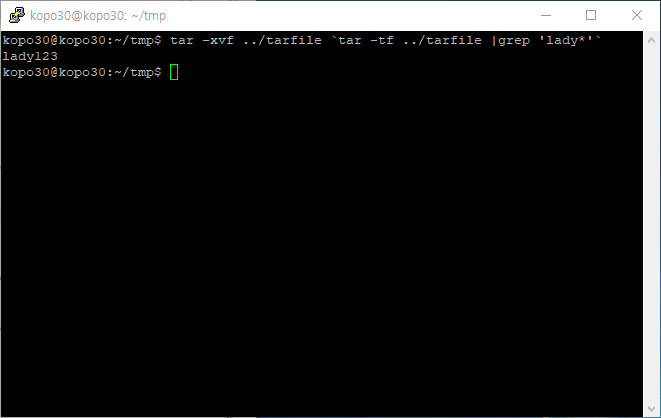 kopo30@kopo30: ~/tmp
kopo30@kopo30:~/tmp$ tar -xvf ../tarfile `tar -tf ../tarfile |grep 'lady*'`
lady123
kopo30@kopo30:~/tmp$